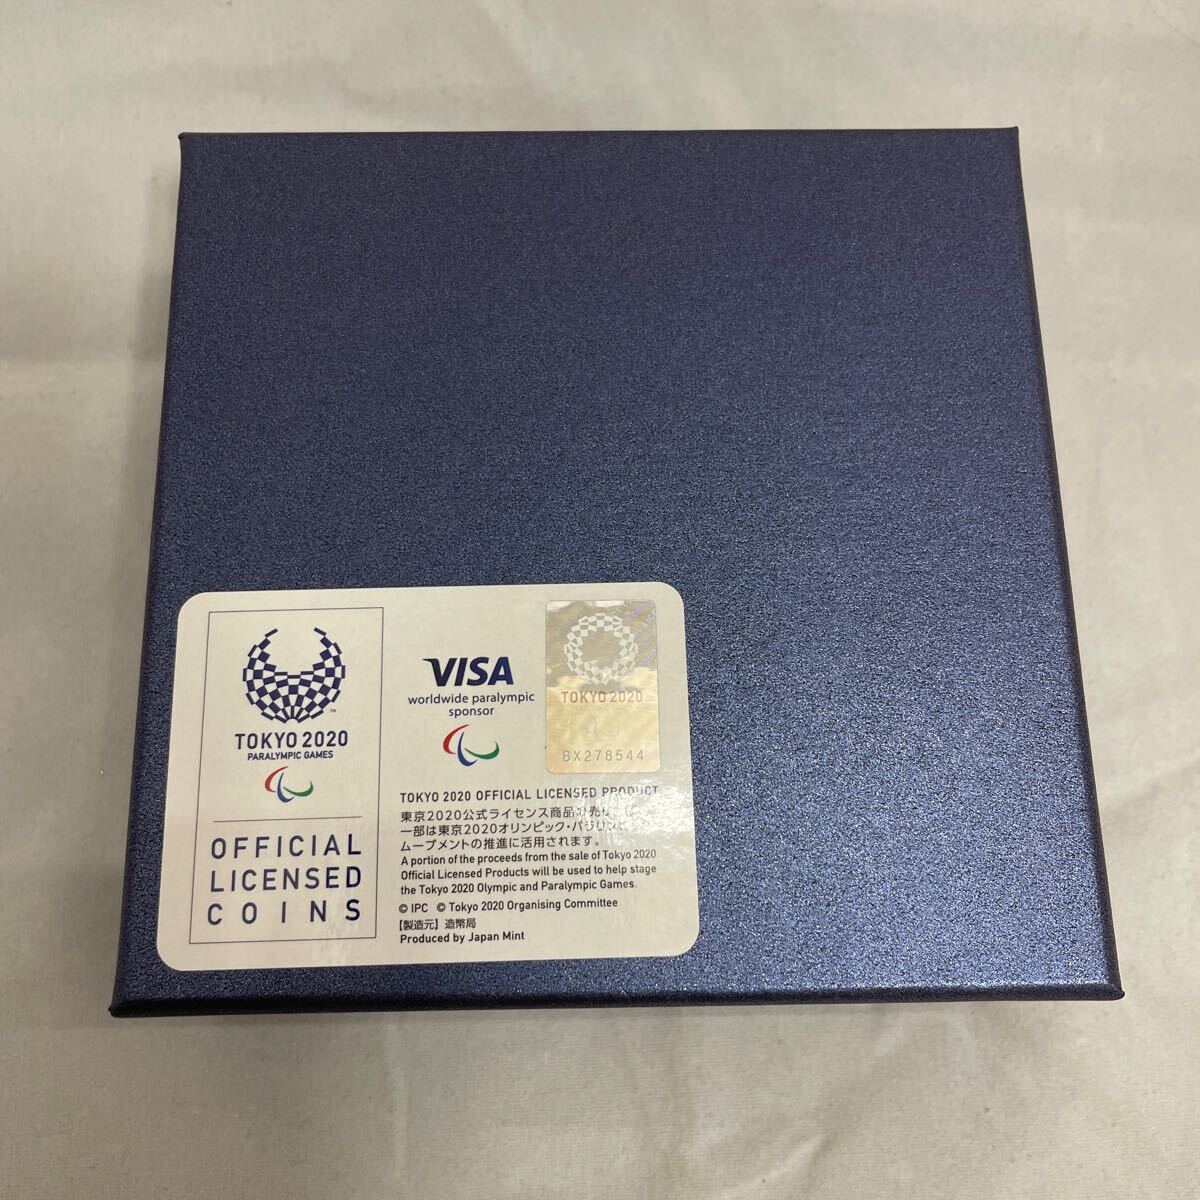 TOKYO 2020
PARALYMPIC GAMES
OFFICIAL
LICENSED
COINS
VISA
worldwide paralympic
sponsor
TOKYO 2020
BX278544
TOKYO 2020 OFFICIAL LICENSED PRODUCT
東京2020公式ライセンス商品の売り
一部は東京2020オリンピック・パラリンピ
ムーブメントの推進に活用されます。
A portion of the proceeds from the sale of Tokyo 2020
Official Licensed Products will be used to help stage
the Tokyo 2020 Olympic and Paralympic Games.
© IPC © Tokyo 2020 Organising Committee
【製造元】造幣局
Produced by Japan Mint